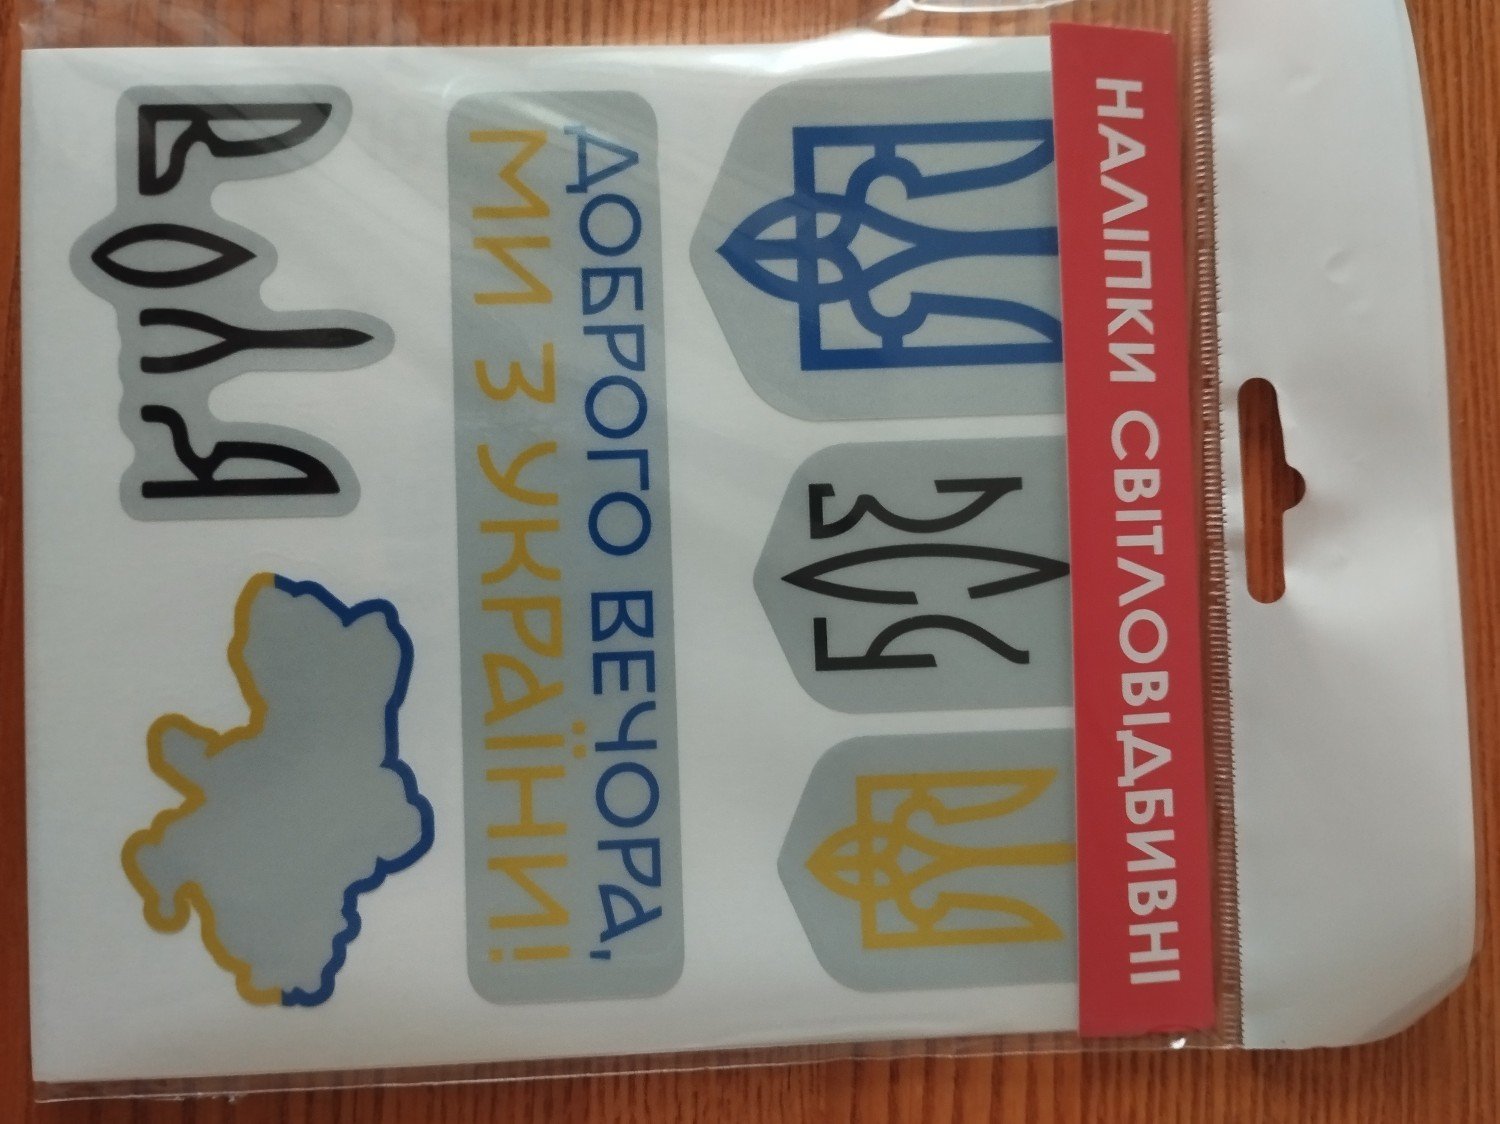 НАЛІПКИ СВІТЛОВІДБИВНІ
ДОБРОГО ВЕЧОРА,
МИ З УКРАЇНИ!
ВОЛЯ